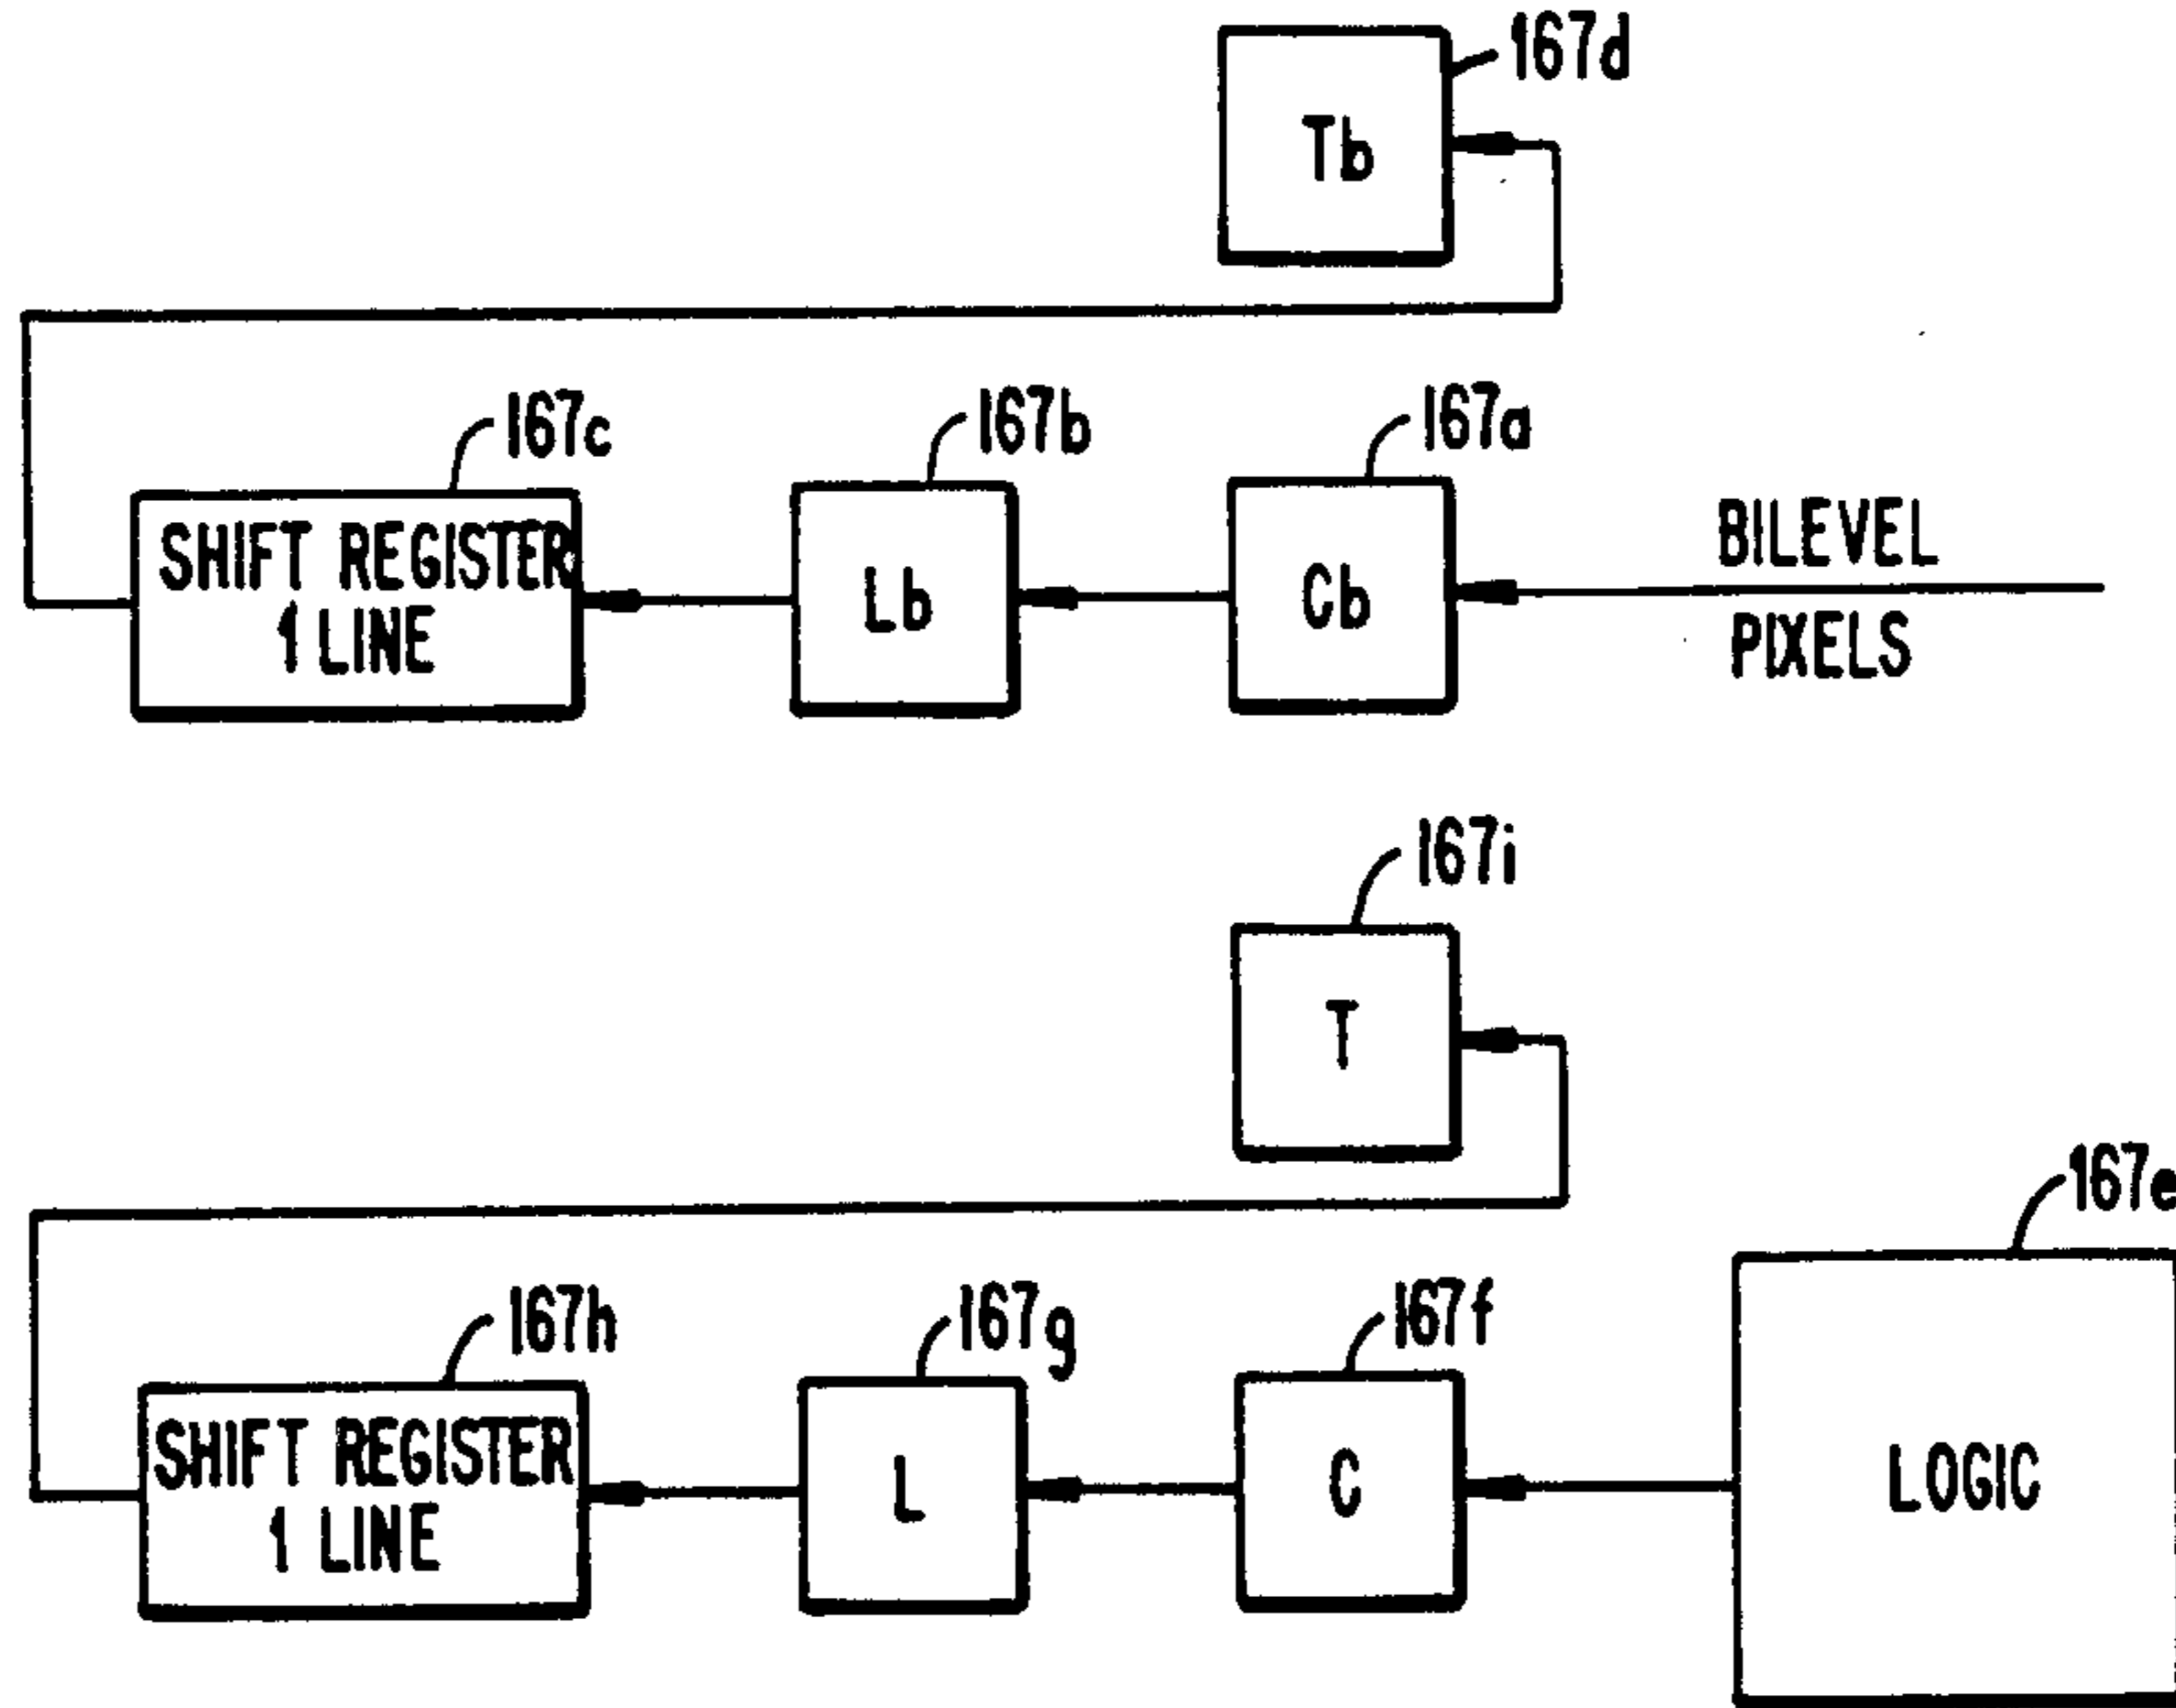 167d
Tb
167c
167b
167a
SHIFT REGISTER
1 LINE
Lb
Cb
BILEVEL
PIXELS
167i
T
167e
167h
167g
167f
SHIFT REGISTER
1 LINE
L
C
LOGIC